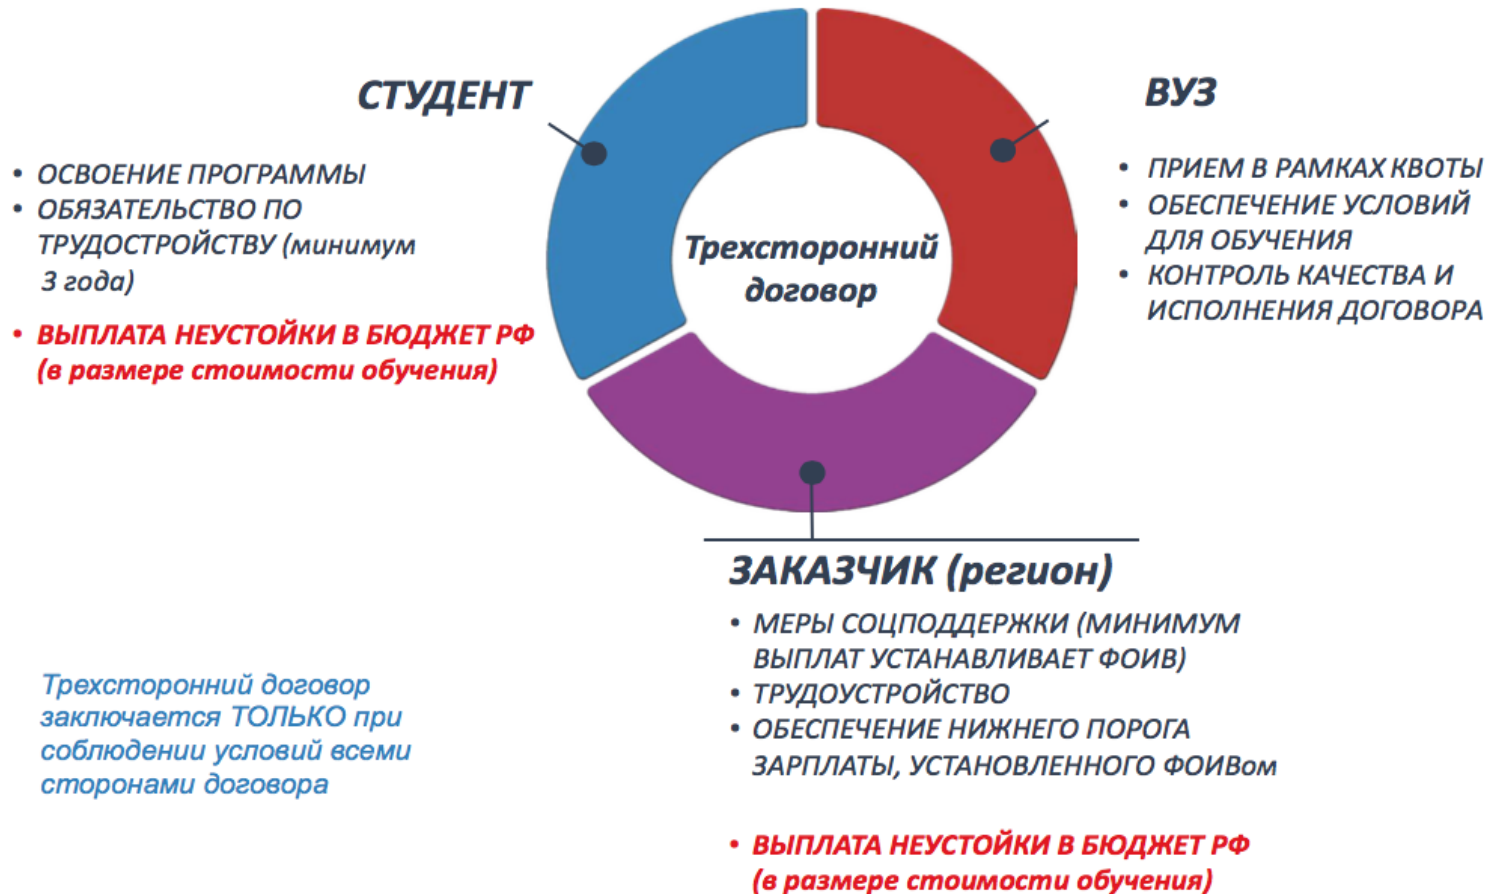 СТУДЕНТ
• ОСВОЕНИЕ ПРОГРАММЫ
• ОБЯЗАТЕЛЬСТВО ПО
ТРУДОСТРОЙСТВУ (минимум
3 года)
• ВЫПЛАТА НЕУСТОЙКИ В БЮДЖЕТ РФ
(в размере стоимости обучения)
Трехсторонний
договор
ВУЗ
• ПРИЕМ В РАМКАХ КВОТЫ
• ОБЕСПЕЧЕНИЕ УСЛОВИЙ
ДЛЯ ОБУЧЕНИЯ
• КОНТРОЛЬ КАЧЕСТВА И
ИСПОЛНЕНИЯ ДОГОВОРА
ЗАКАЗЧИК (регион)
• МЕРЫ СОЦПОДДЕРЖКИ (МИНИМУМ
ВЫПЛАТ УСТАНАВЛИВАЕТ ФОИВ)
• ТРУДОУСТРОЙСТВО
• ОБЕСПЕЧЕНИЕ НИЖНЕГО ПОРОГА
ЗАРПЛАТЫ, УСТАНОВЛЕННОГО ФОИВом
• ВЫПЛАТА НЕУСТОЙКИ В БЮДЖЕТ РФ
(в размере стоимости обучения)
Трехсторонний договор
заключается ТОЛЬКО при
соблюдении условий всеми
сторонами договора